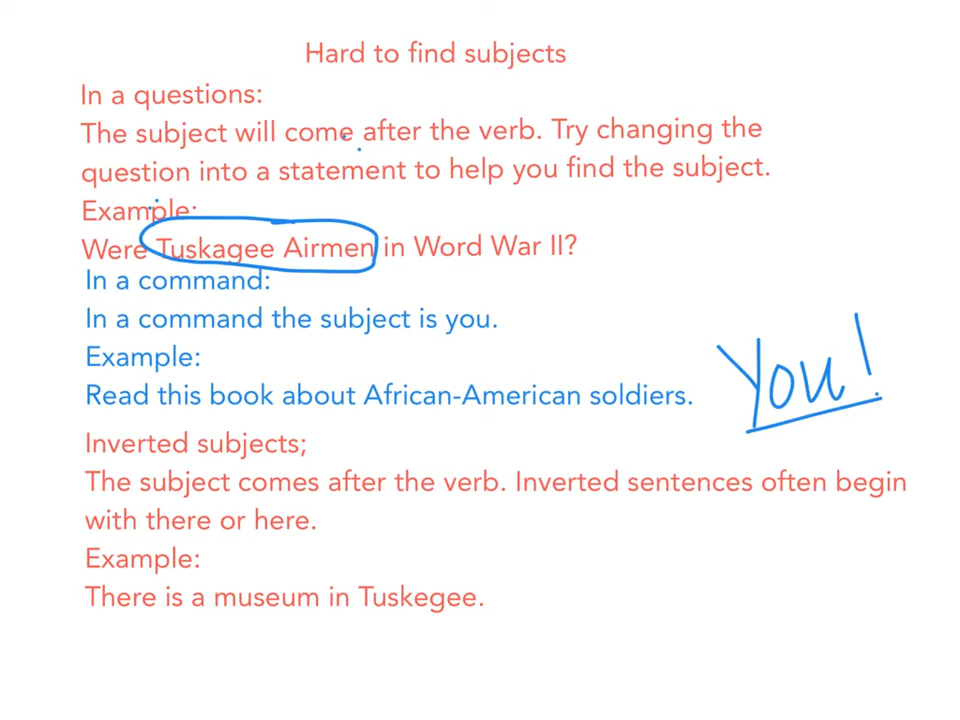 Hard to find subjects
In a questions:
The subject will come after the verb. Try changing the
question into a statement to help you find the subject.
Example:
Were Tuskagee Airmen in Word War II?
In a command:
In a command the subject is you.
Example:
Read this book about African-American soldiers.
You!
Inverted subjects;
The subject comes after the verb. Inverted sentences often begin
with there or here.
Example:
There is a museum in Tuskegee.